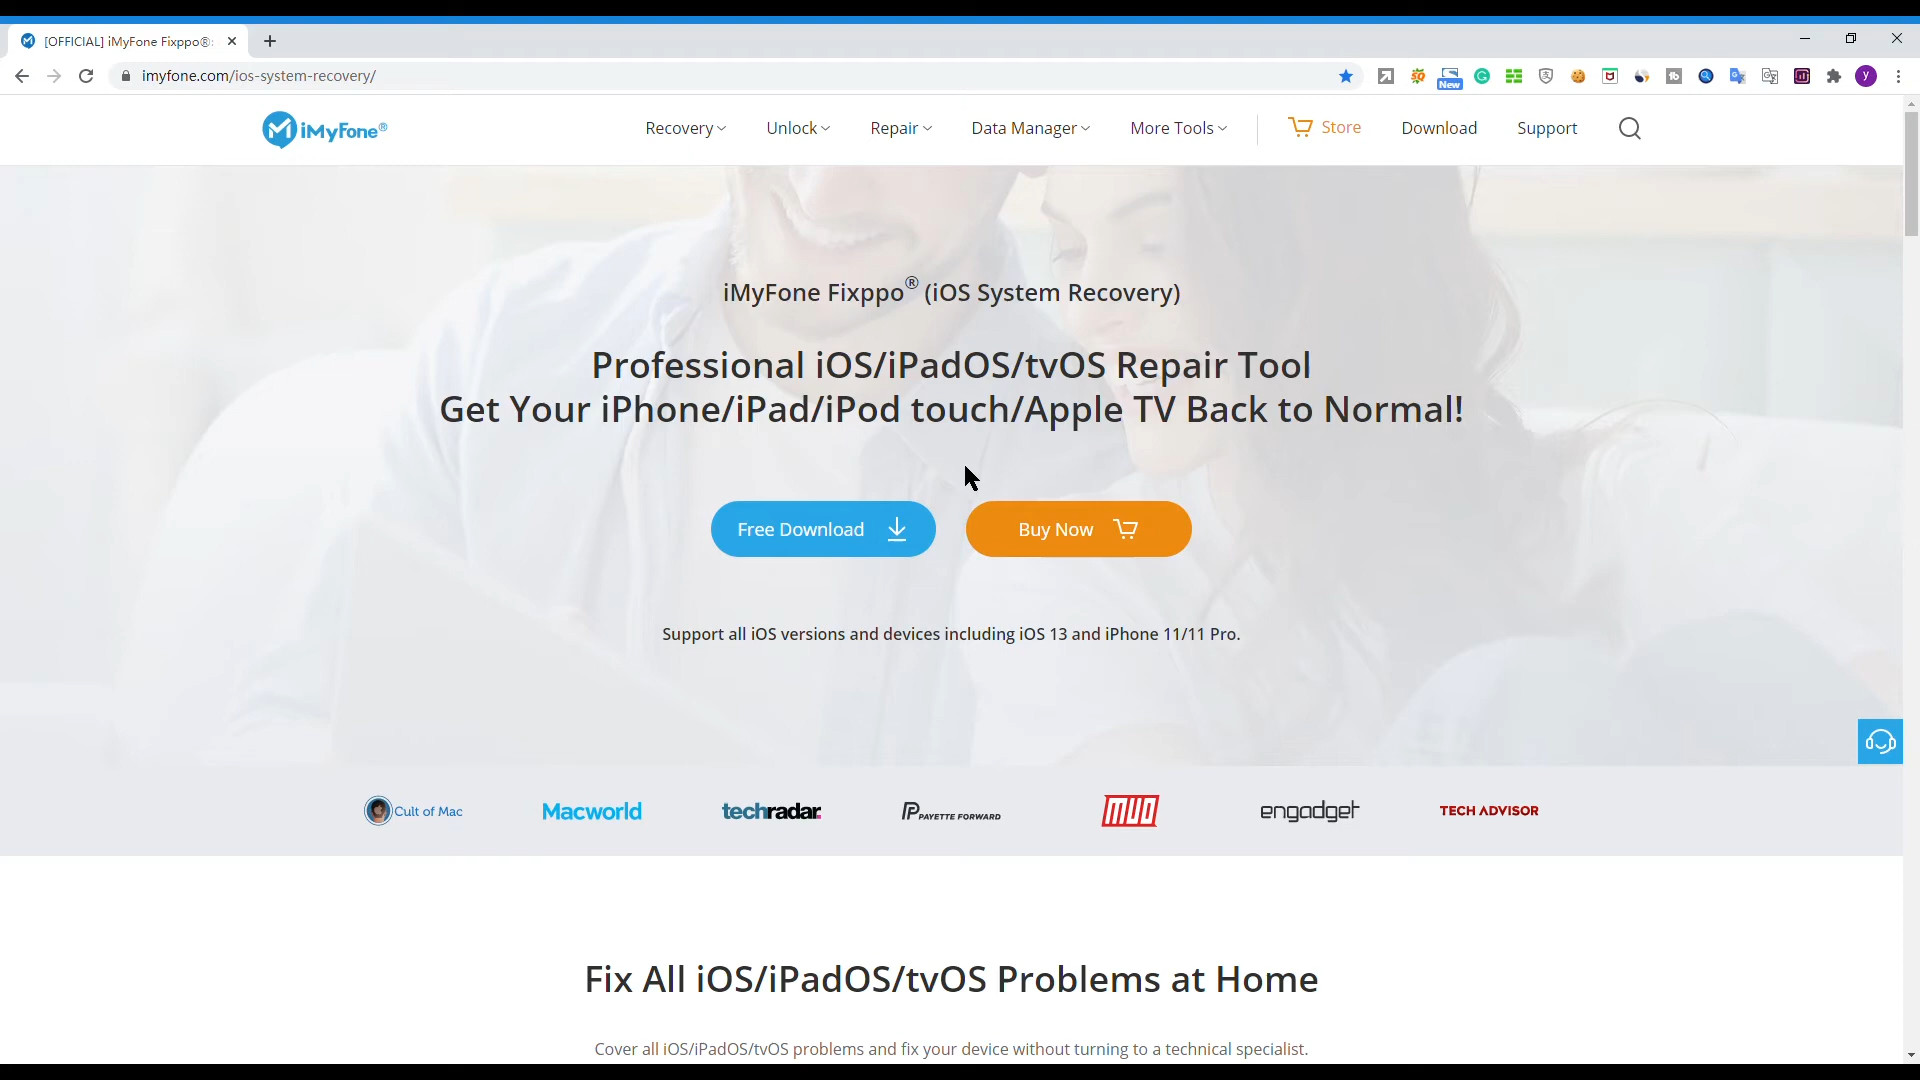 [OFFICIAL] iMyFone Fixppo®:
imyfone.com/ios-system-recovery/
New
y
iMyFone®
Recovery
Unlock
Repair
Data Manager
More Tools
Store
Download
Support
iMyFone Fixppo® (iOS System Recovery)
Professional iOS/iPadOS/tvOS Repair Tool
Get Your iPhone/iPad/iPod touch/Apple TV Back to Normal!
Free Download
Buy Now
Support all iOS versions and devices including iOS 13 and iPhone 11/11 Pro.
Cult of Mac
Macworld
techradar.
PAYETTE FORWARD
engadget
TECH ADVISOR
Fix All iOS/iPadOS/tvOS Problems at Home
Cover all iOS/iPadOS/tvOS problems and fix your device without turning to a technical specialist.